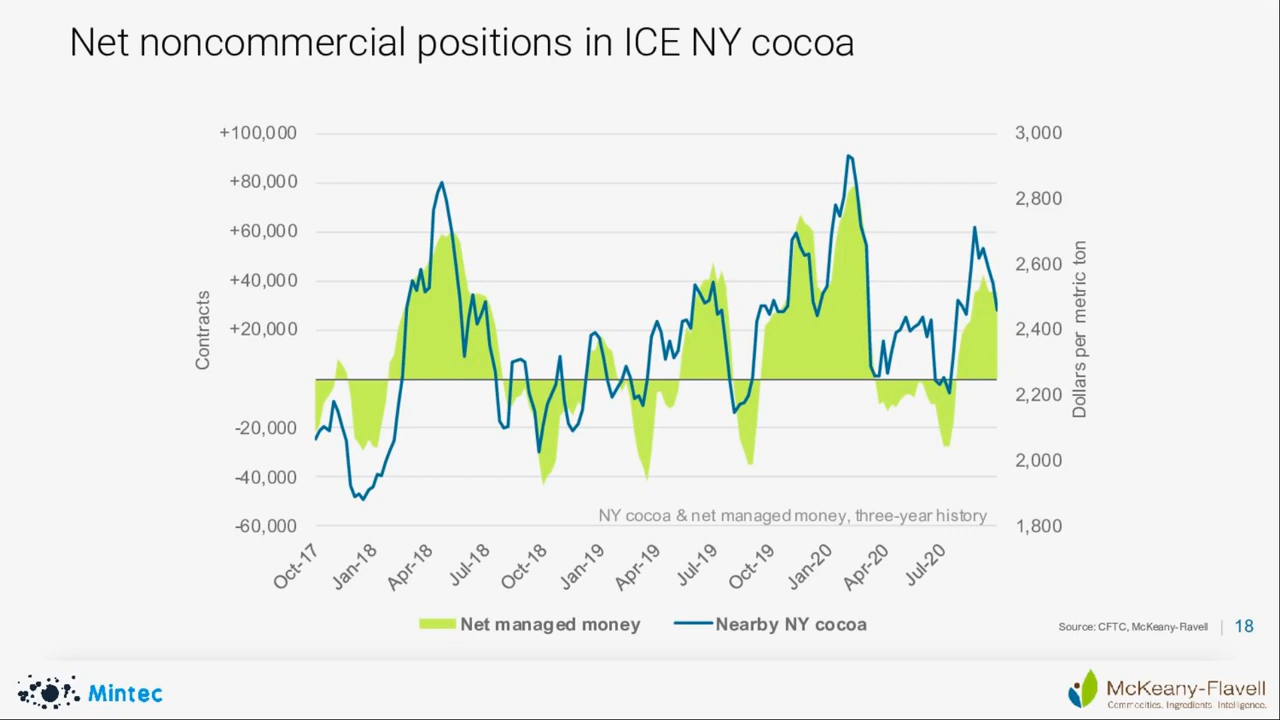 Net noncommercial positions in ICE NY cocoa
+100,000
+80,000
+60,000
+40,000
+20,000
-20,000
-40,000
-60,000
Contracts
3,000
2,800
2,600
2,400
2,200
2,000
1,800
Dollars per metric ton
NY cocoa & net managed money, three-year history
Oct-17
Jan-18
Apr-18
Jul-18
Oct-18
Jan-19
Apr-19
Jul-19
Oct-19
Jan-20
Apr-20
Jul-20
Net managed money
Nearby NY cocoa
Source: CFTC, McKeany-Flavell | 18
Mintec
McKeany-Flavell
Commodities. Ingredients. Intelligence.